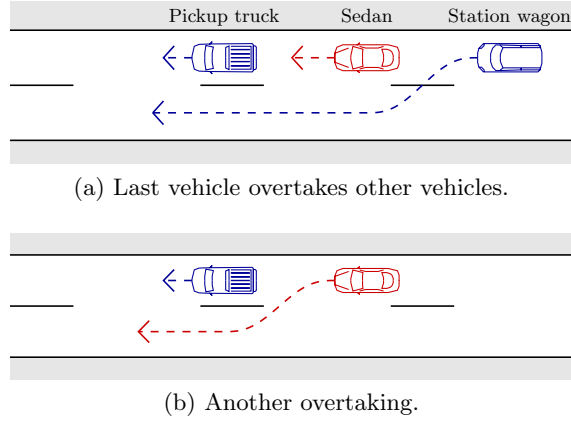 Pickup truck Sedan Station wagon
(a) Last vehicle overtakes other vehicles.
(b) Another overtaking.